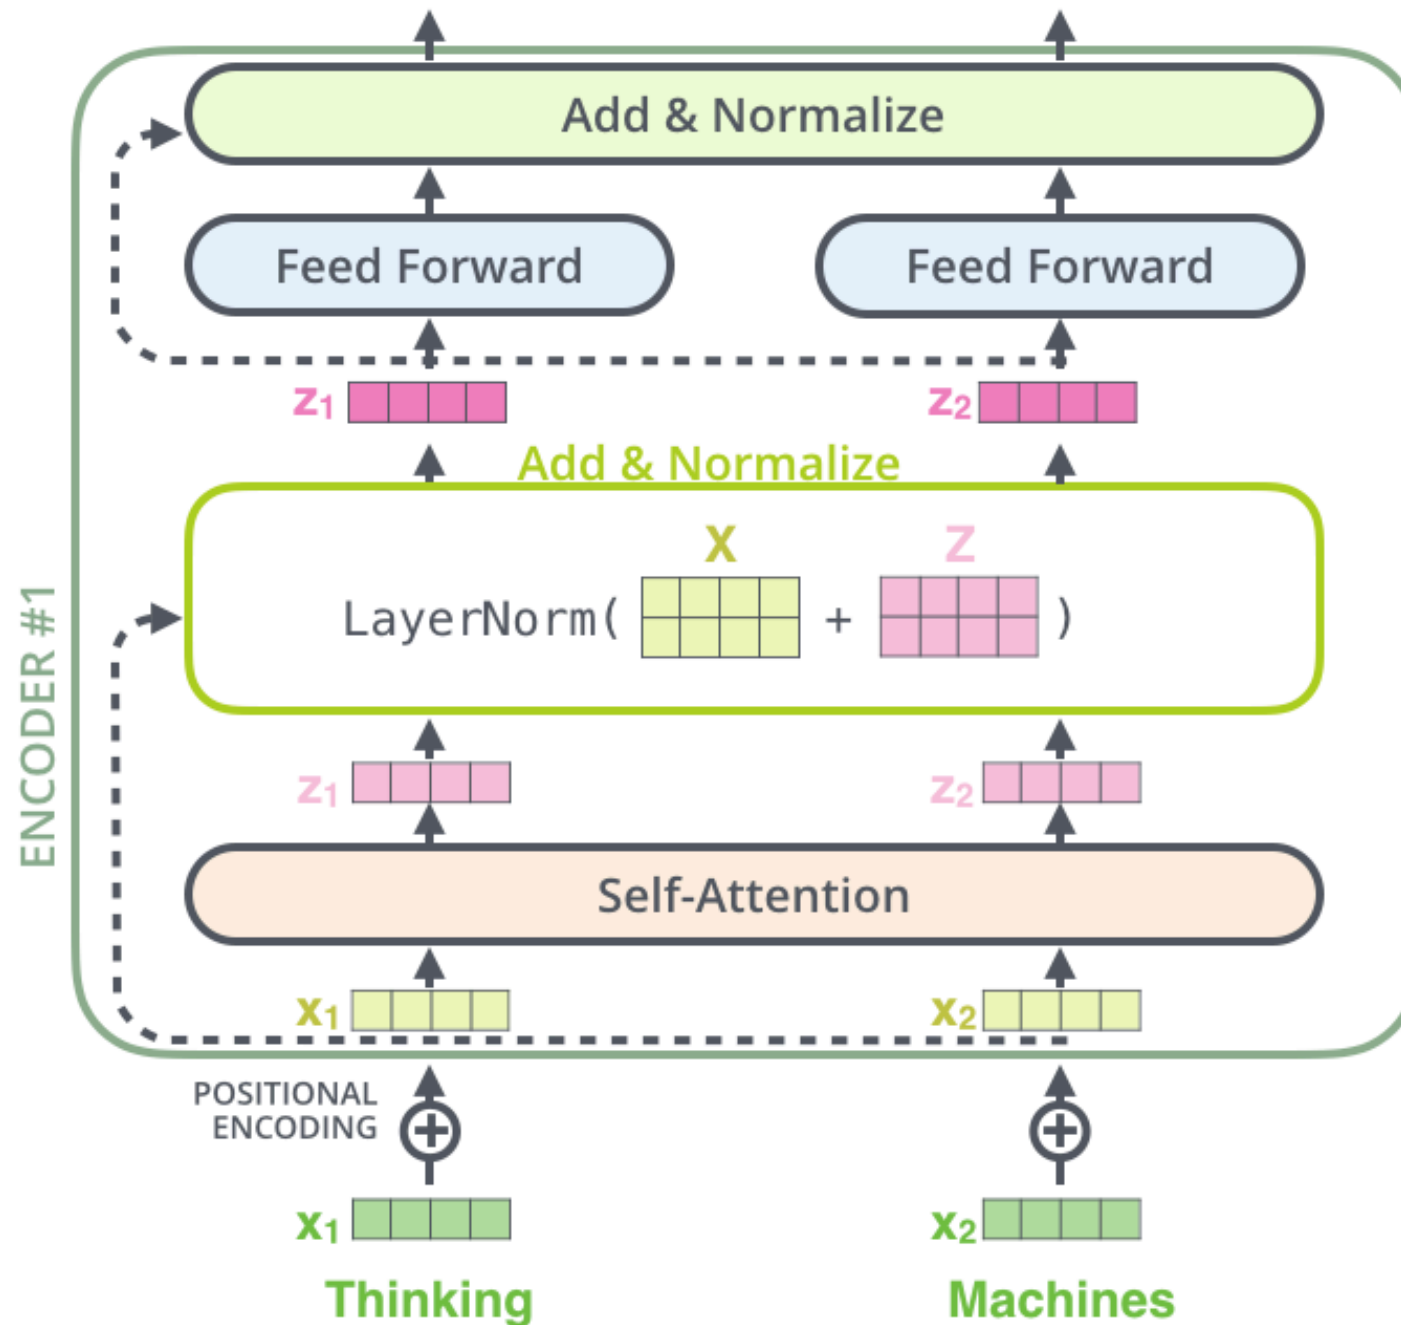 Add & Normalize
Feed Forward Feed Forward
z1 z2
Add & Normalize
X Z
LayerNorm( + )
ENCODER #1
z1 z2
Self-Attention
x1 x2
POSITIONAL
ENCODING
x1 x2
Thinking Machines